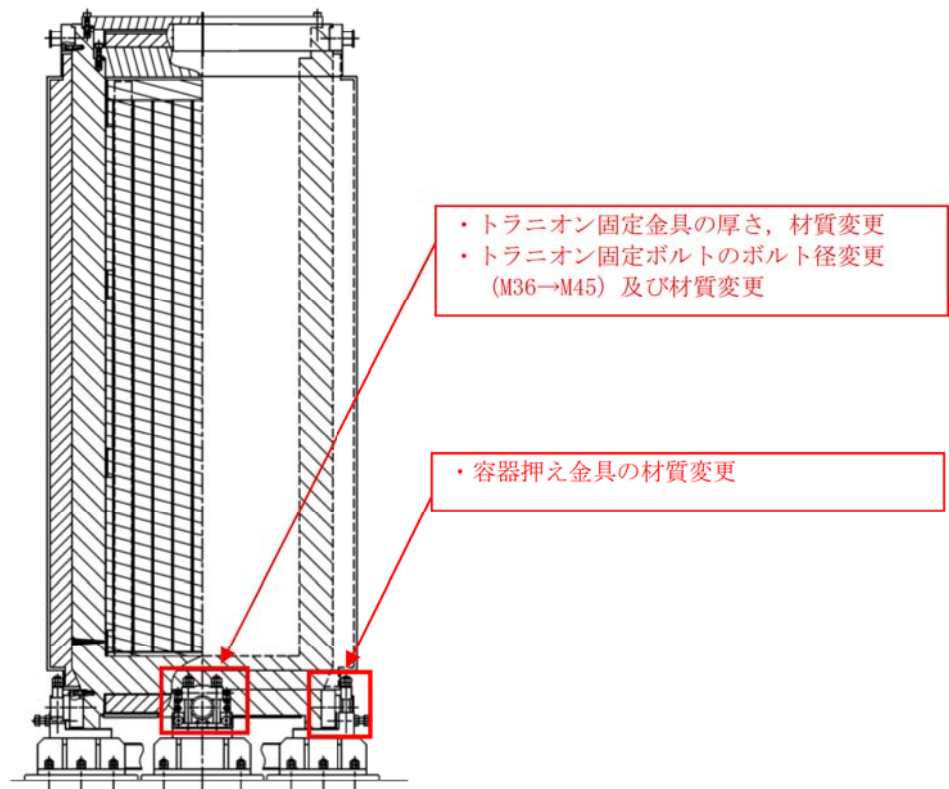 ・トラニオン固定金具の厚さ，材質変更
・トラニオン固定ボルトのボルト径変更
（M36→M45）及び材質変更
・容器押え金具の材質変更